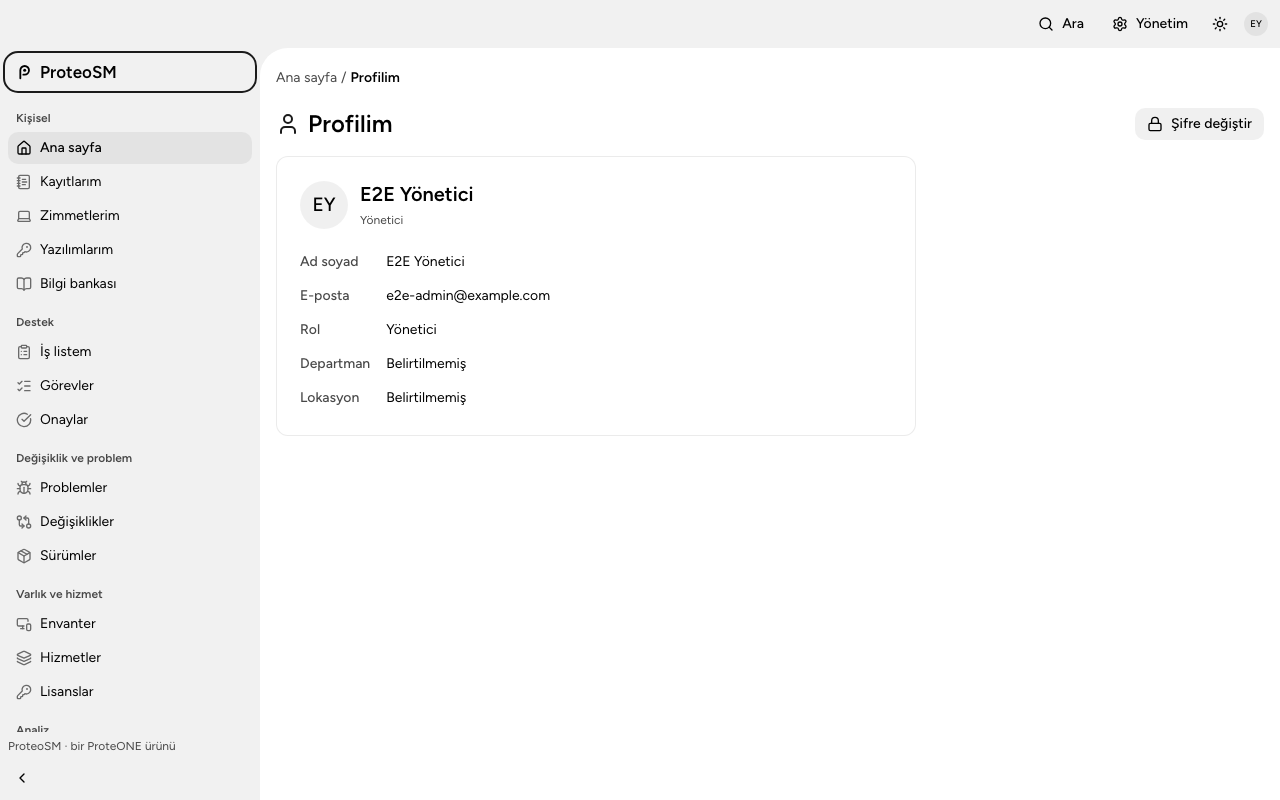 Ara
Yönetim
EY
ProteoSM
Kişisel
Ana sayfa
Kayıtlarım
Zimmetlerim
Yazılımlarım
Bilgi bankası
Destek
İş listem
Görevler
Onaylar
Değişiklik ve problem
Problemler
Değişiklikler
Sürümler
Varlık ve hizmet
Envanter
Hizmetler
Lisanslar
Analiz
ProteoSM · bir ProteONE ürünü
Ana sayfa / Profilim
Profilim
Şifre değiştir
EY
E2E Yönetici
Yönetici
Ad soyad E2E Yönetici
E-posta e2e-admin@example.com
Rol Yönetici
Departman Belirtilmemiş
Lokasyon Belirtilmemiş